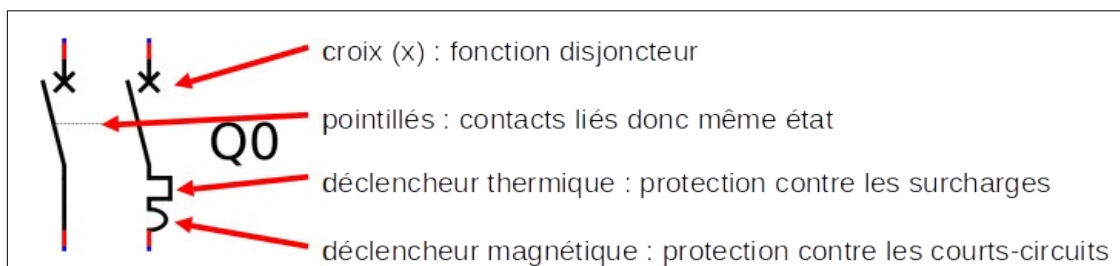 croix (x) : fonction disjoncteur
pointillés : contacts liés donc même état
Q0
déclencheur thermique : protection contre les surcharges
déclencheur magnétique : protection contre les courts-circuits